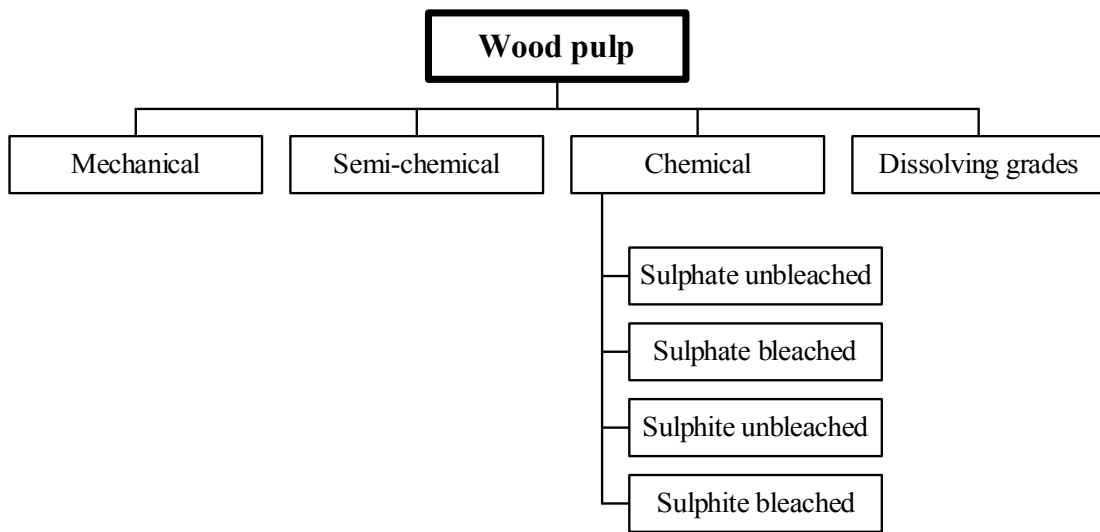 Wood pulp
Mechanical
Semi-chemical
Chemical
Dissolving grades
Sulphate unbleached
Sulphate bleached
Sulphite unbleached
Sulphite bleached